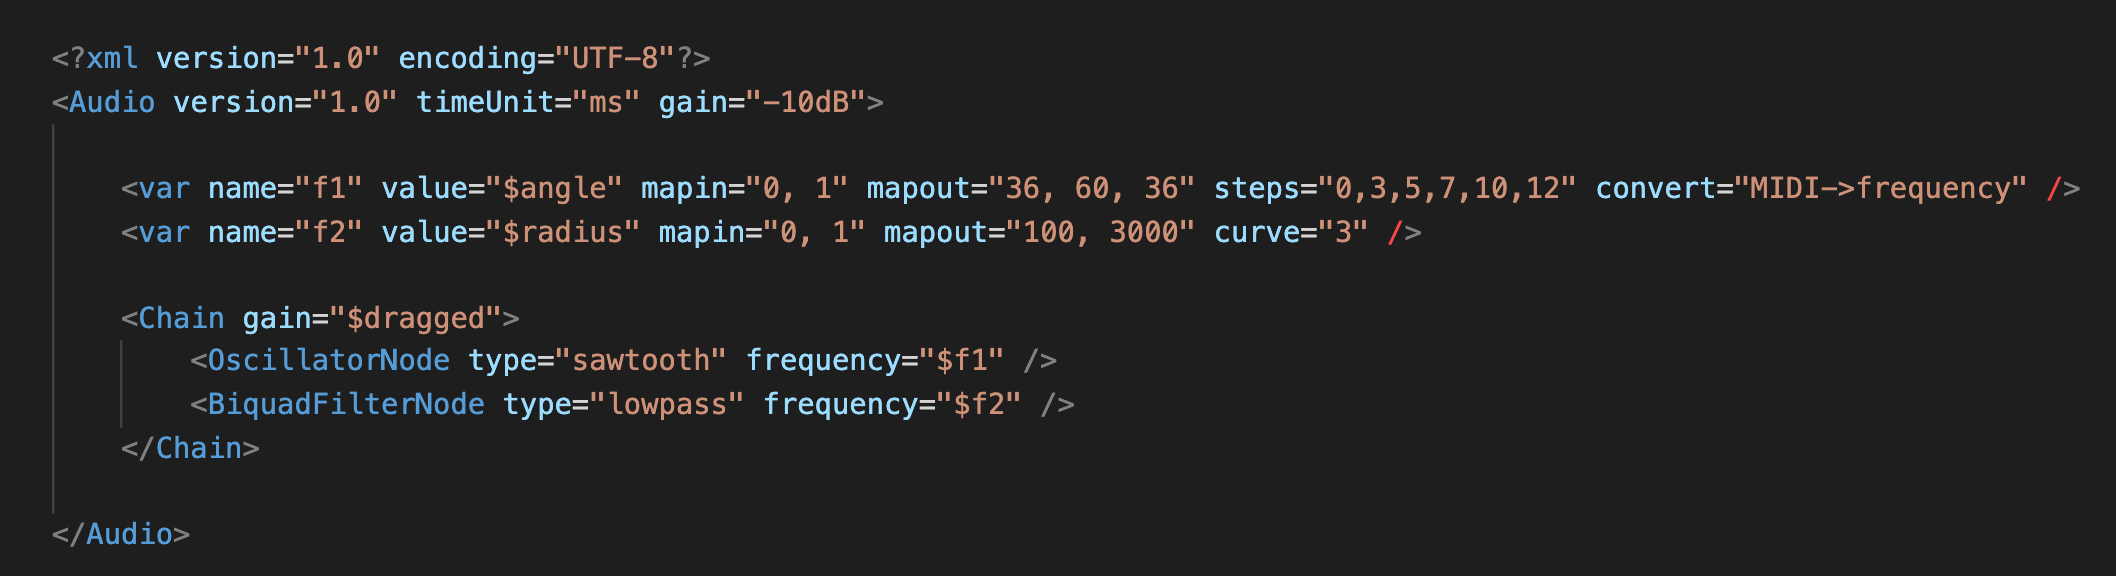 <?xml version="1.0" encoding="UTF-8"?>
<Audio version="1.0" timeUnit="ms" gain="-10dB">
<var name="f1" value="$angle" mapin="0, 1" mapout="36, 60, 36" steps="0,3,5,7,10,12" convert="MIDI->frequency" />
<var name="f2" value="$radius" mapin="0, 1" mapout="100, 3000" curve="3" />
<Chain gain="$dragged">
<OscillatorNode type="sawtooth" frequency="$f1" />
<BiquadFilterNode type="lowpass" frequency="$f2" />
</Chain>
</Audio>